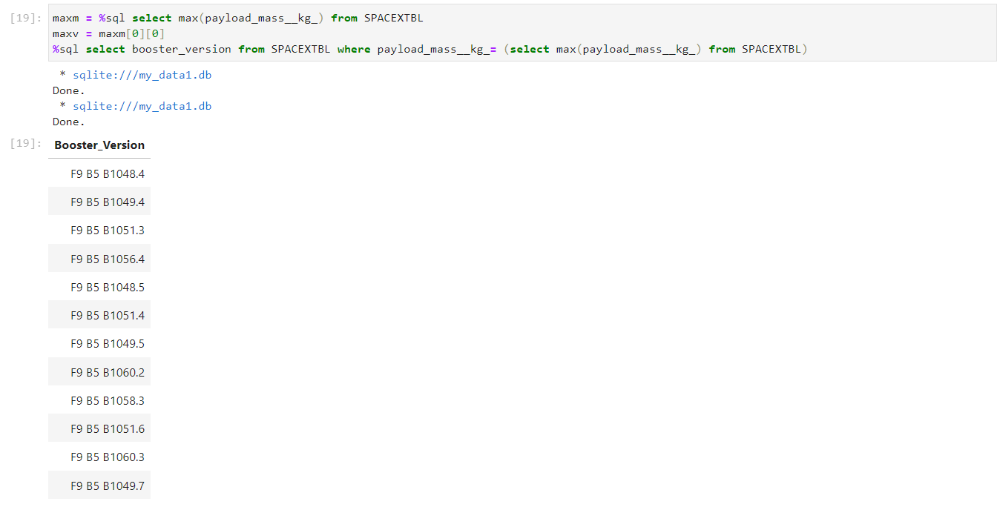 [19]: maxm = %sql select max(payload_mass__kg_) from SPACEXTBL
maxv = maxm[0][0]
%sql select booster_version from SPACEXTBL where payload_mass__kg_= (select max(payload_mass__kg_) from SPACEXTBL)
* sqlite:///my_data1.db
Done.
* sqlite:///my_data1.db
Done.
[19]: Booster_Version
F9 B5 B1048.4
F9 B5 B1049.4
F9 B5 B1051.3
F9 B5 B1056.4
F9 B5 B1048.5
F9 B5 B1051.4
F9 B5 B1049.5
F9 B5 B1060.2
F9 B5 B1058.3
F9 B5 B1051.6
F9 B5 B1060.3
F9 B5 B1049.7